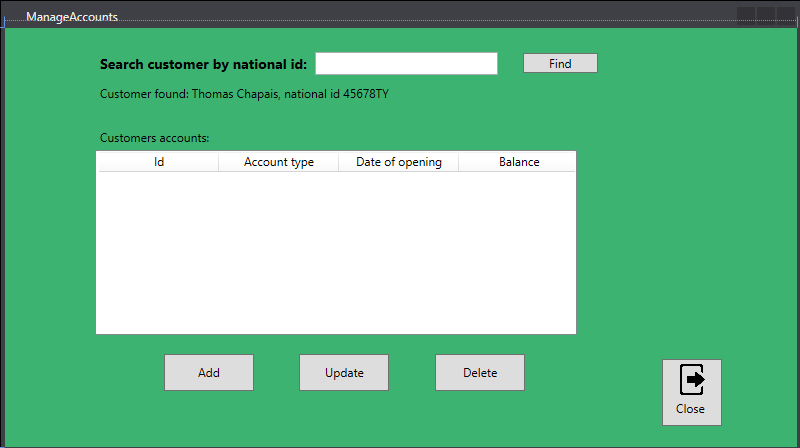 ManageAccounts
Search customer by national id:
Find
Customer found: Thomas Chapais, national id 45678TY
Customers accounts:
Id Account type Date of opening Balance
Add Update Delete
Close